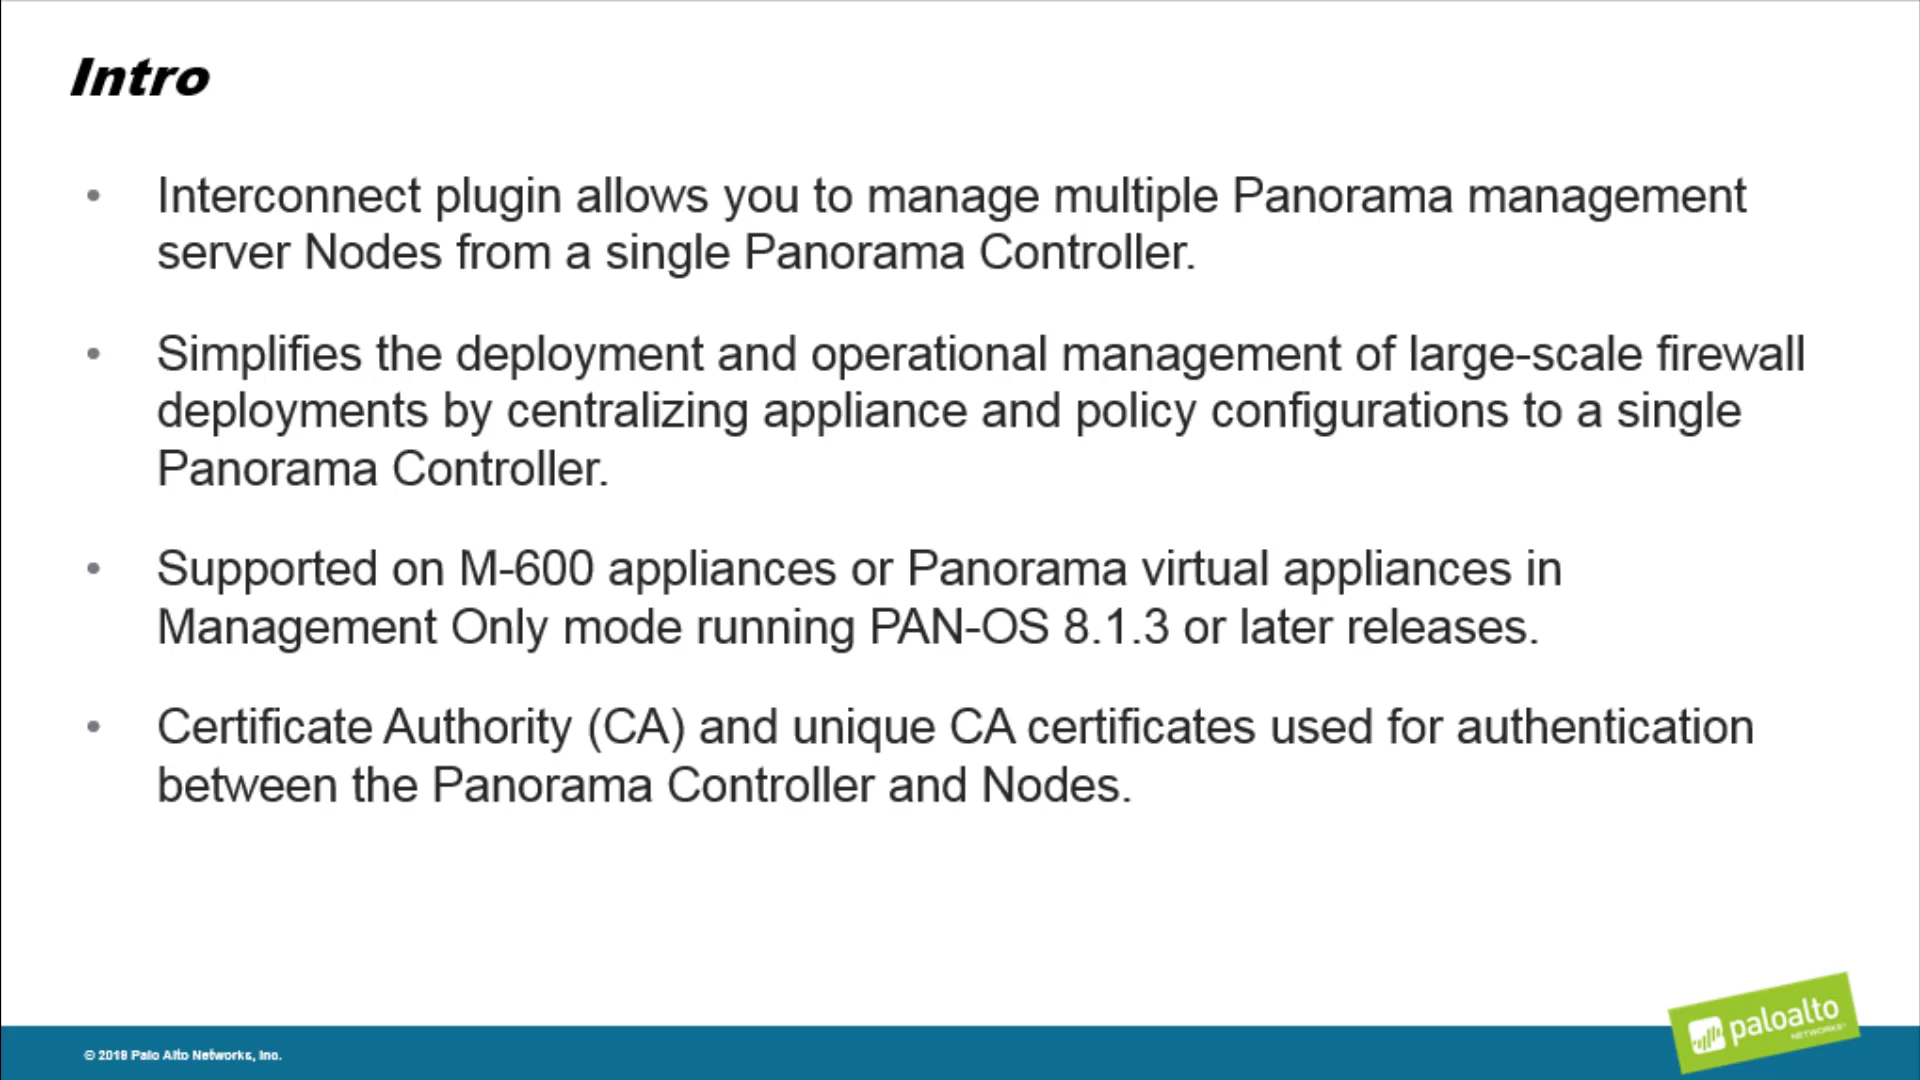 Intro
• Interconnect plugin allows you to manage multiple Panorama management
server Nodes from a single Panorama Controller.
• Simplifies the deployment and operational management of large-scale firewall
deployments by centralizing appliance and policy configurations to a single
Panorama Controller.
• Supported on M-600 appliances or Panorama virtual appliances in
Management Only mode running PAN-OS 8.1.3 or later releases.
• Certificate Authority (CA) and unique CA certificates used for authentication
between the Panorama Controller and Nodes.
paloalto
NETWORKS
© 2018 Palo Alto Networks, Inc.